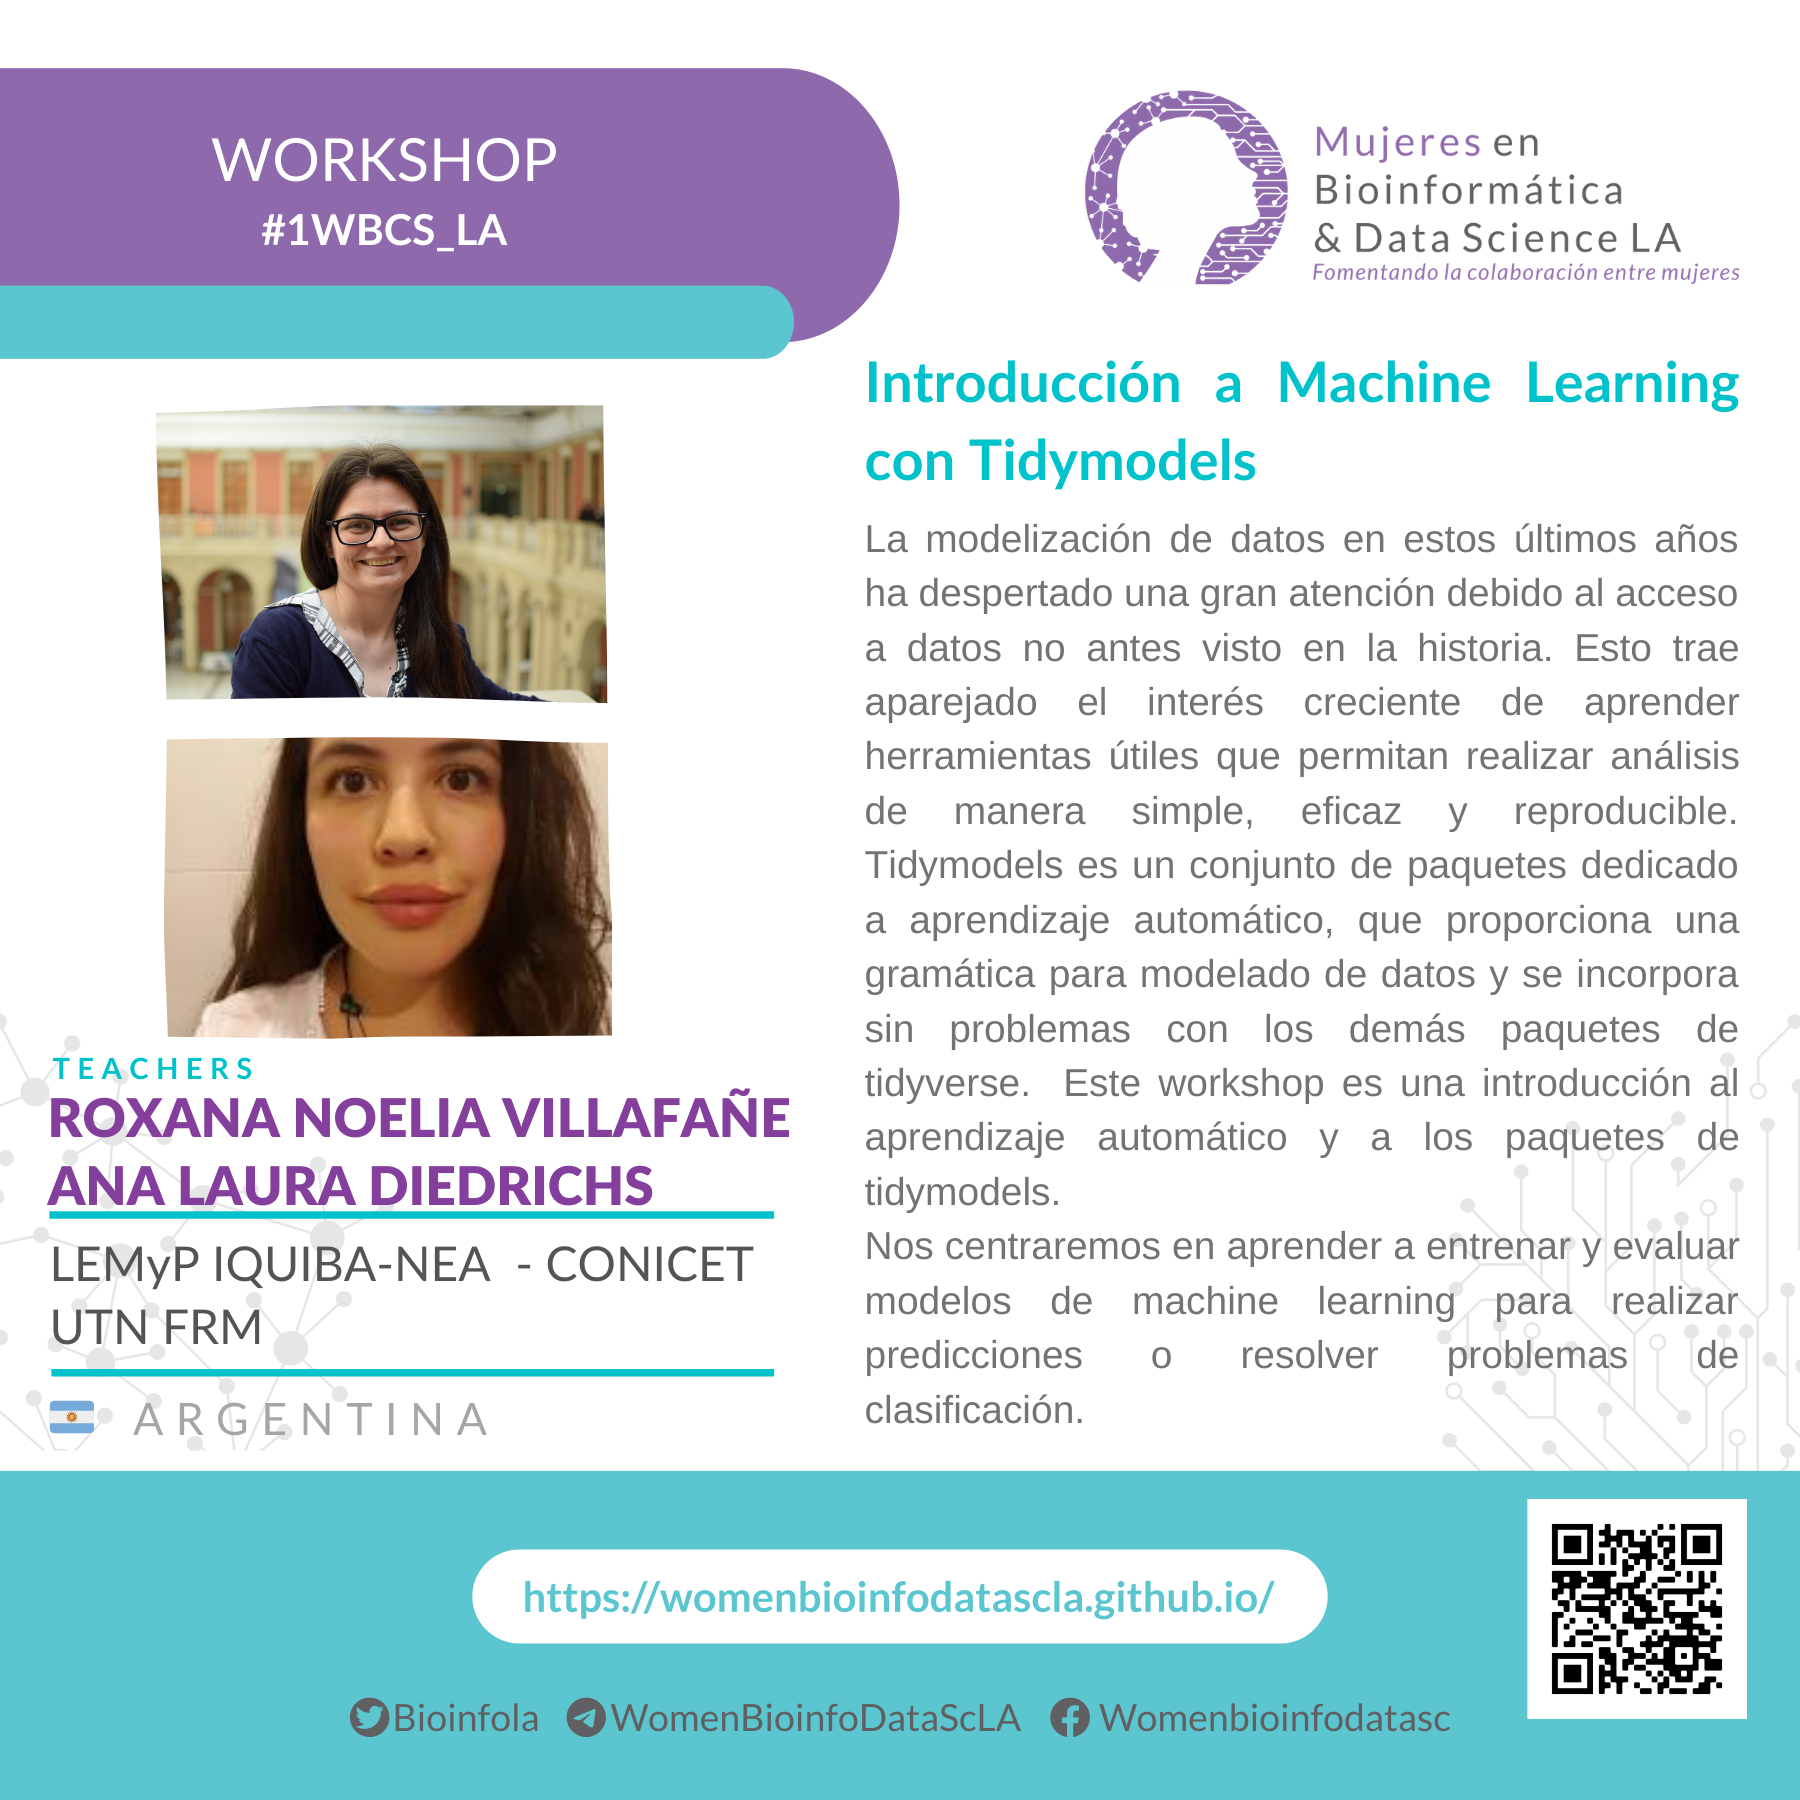 WORKSHOP
#1WBCS_LA
Mujeres en
Bioinformática
& Data Science LA
Fomentando la colaboración entre mujeres
Introducción a Machine Learning
con Tidymodels
La modelización de datos en estos últimos años
ha despertado una gran atención debido al acceso
a datos no antes visto en la historia. Esto trae
aparejado el interés creciente de aprender
herramientas útiles que permitan realizar análisis
de manera simple, eficaz y reproducible.
Tidymodels es un conjunto de paquetes dedicado
a aprendizaje automático, que proporciona una
gramática para modelado de datos y se incorpora
sin problemas con los demás paquetes de
tidyverse. Este workshop es una introducción al
aprendizaje automático y a los paquetes de
tidymodels.
Nos centraremos en aprender a entrenar y evaluar
modelos de machine learning para realizar
predicciones o resolver problemas de
clasificación.
TEACHERS
ROXANA NOELIA VILLAFAÑE
ANA LAURA DIEDRICHS
LEMyP IQUIBA-NEA - CONICET
UTN FRM
ARGENTINA
https://womenbioinfodatascla.github.io/
Bioinfola WomenBioinfoDataScLA Womenbioinfodatasc